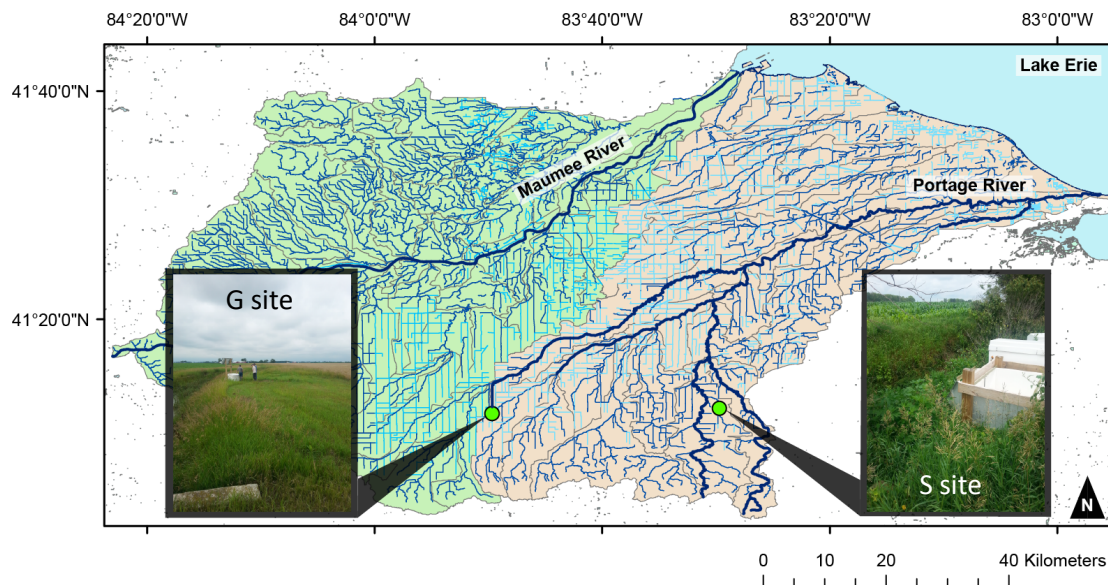 84°20'0"W
84°0'0"W
83°40'0"W
83°20'0"W
83°0'0"W
41°40'0"N
41°20'0"N
Lake Erie
Maumee River
Portage River
G site
S site
N
0 10 20 40 Kilometers